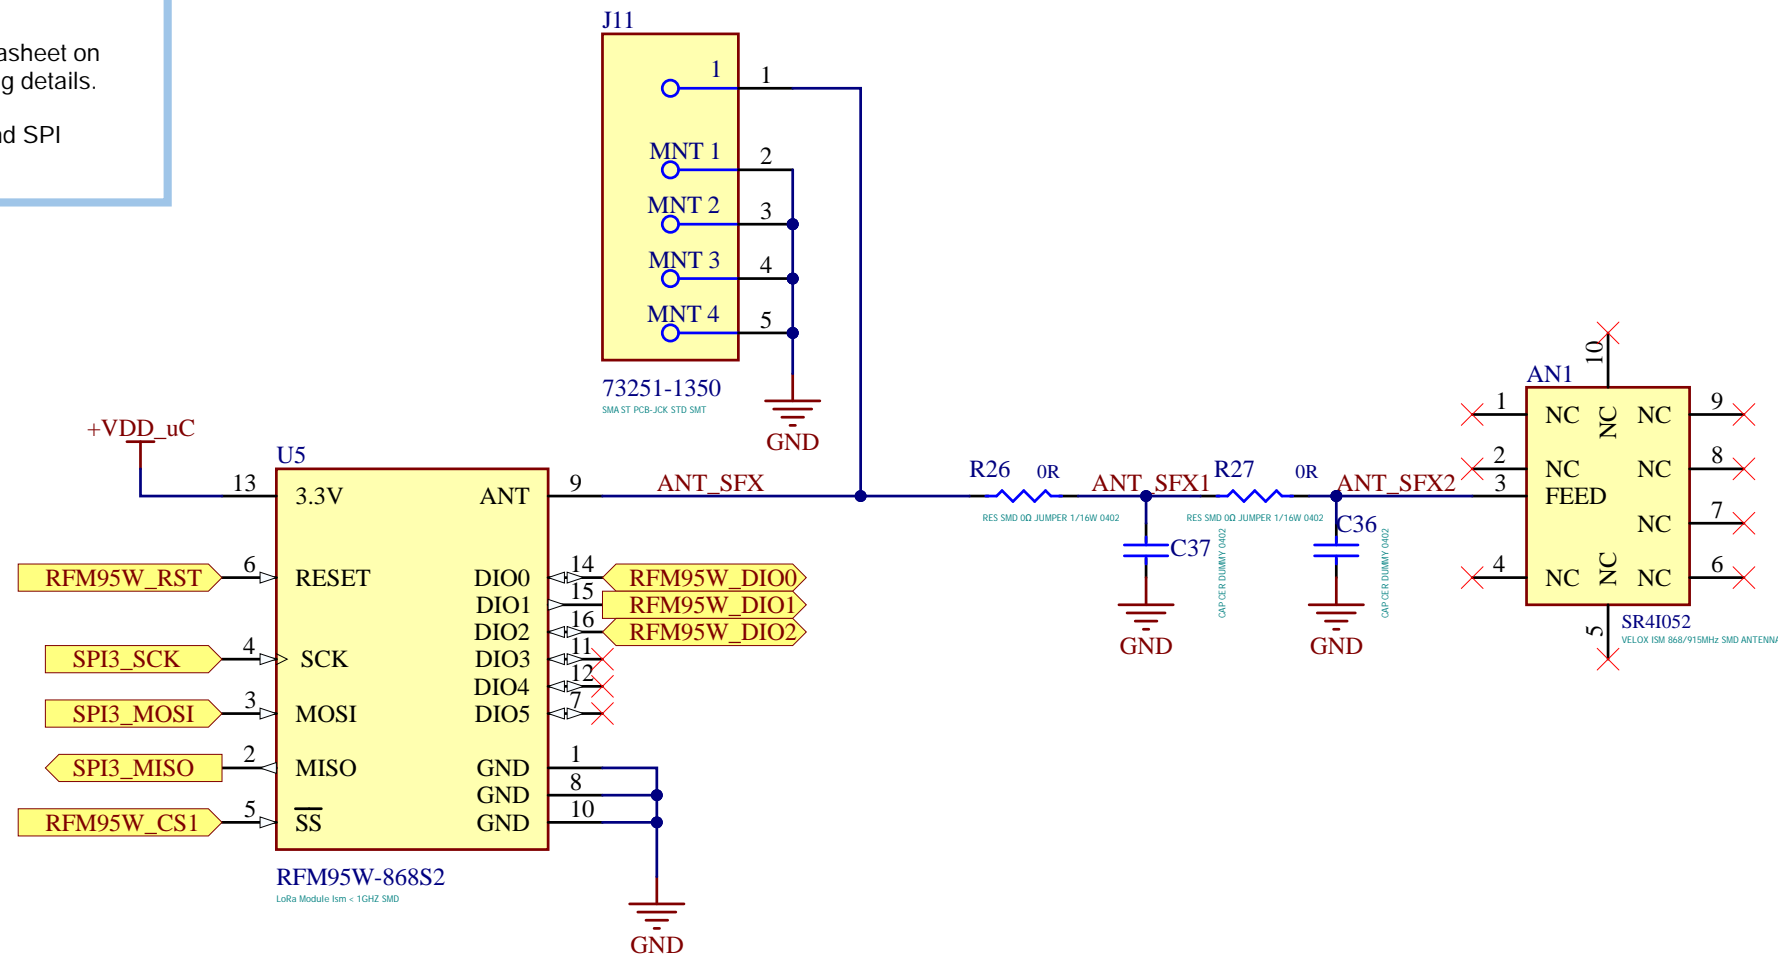 asheet on
g details.
d SPI
J11
1
1
MNT 1
2
MNT 2
3
MNT 3
4
MNT 4
5
73251-1350
SMA ST PCB-JCK STD SMT
GND
+VDD_uC
U5
13
3.3V
ANT
9
ANT_SFX
RFM95W_RST
6
RESET
DIO0
14
RFM95W_DIO0
DIO1
15
RFM95W_DIO1
DIO2
16
RFM95W_DIO2
SPI3_SCK
4
SCK
DIO3
11
DIO4
12
SPI3_MOSI
3
MOSI
DIO5
7
SPI3_MISO
2
MISO
GND
1
GND
8
RFM95W_CS1
5
SS
GND
10
RFM95W-868S2
LoRa Module Ism < 1GHZ SMD
GND
R26
0R
RES SMD 0Ω JUMPER 1/16W 0402
ANT_SFX1
R27
0R
RES SMD 0Ω JUMPER 1/16W 0402
ANT_SFX2
C37
CAP CER DUMMY 0402
GND
C36
CAP CER DUMMY 0402
GND
AN1
10
NC
1
NC
NC
9
2
NC
NC
8
3
FEED
NC
7
4
NC
NC
6
NC
5
SR4I052
VELOX ISM 868/915MHz SMD ANTENNA